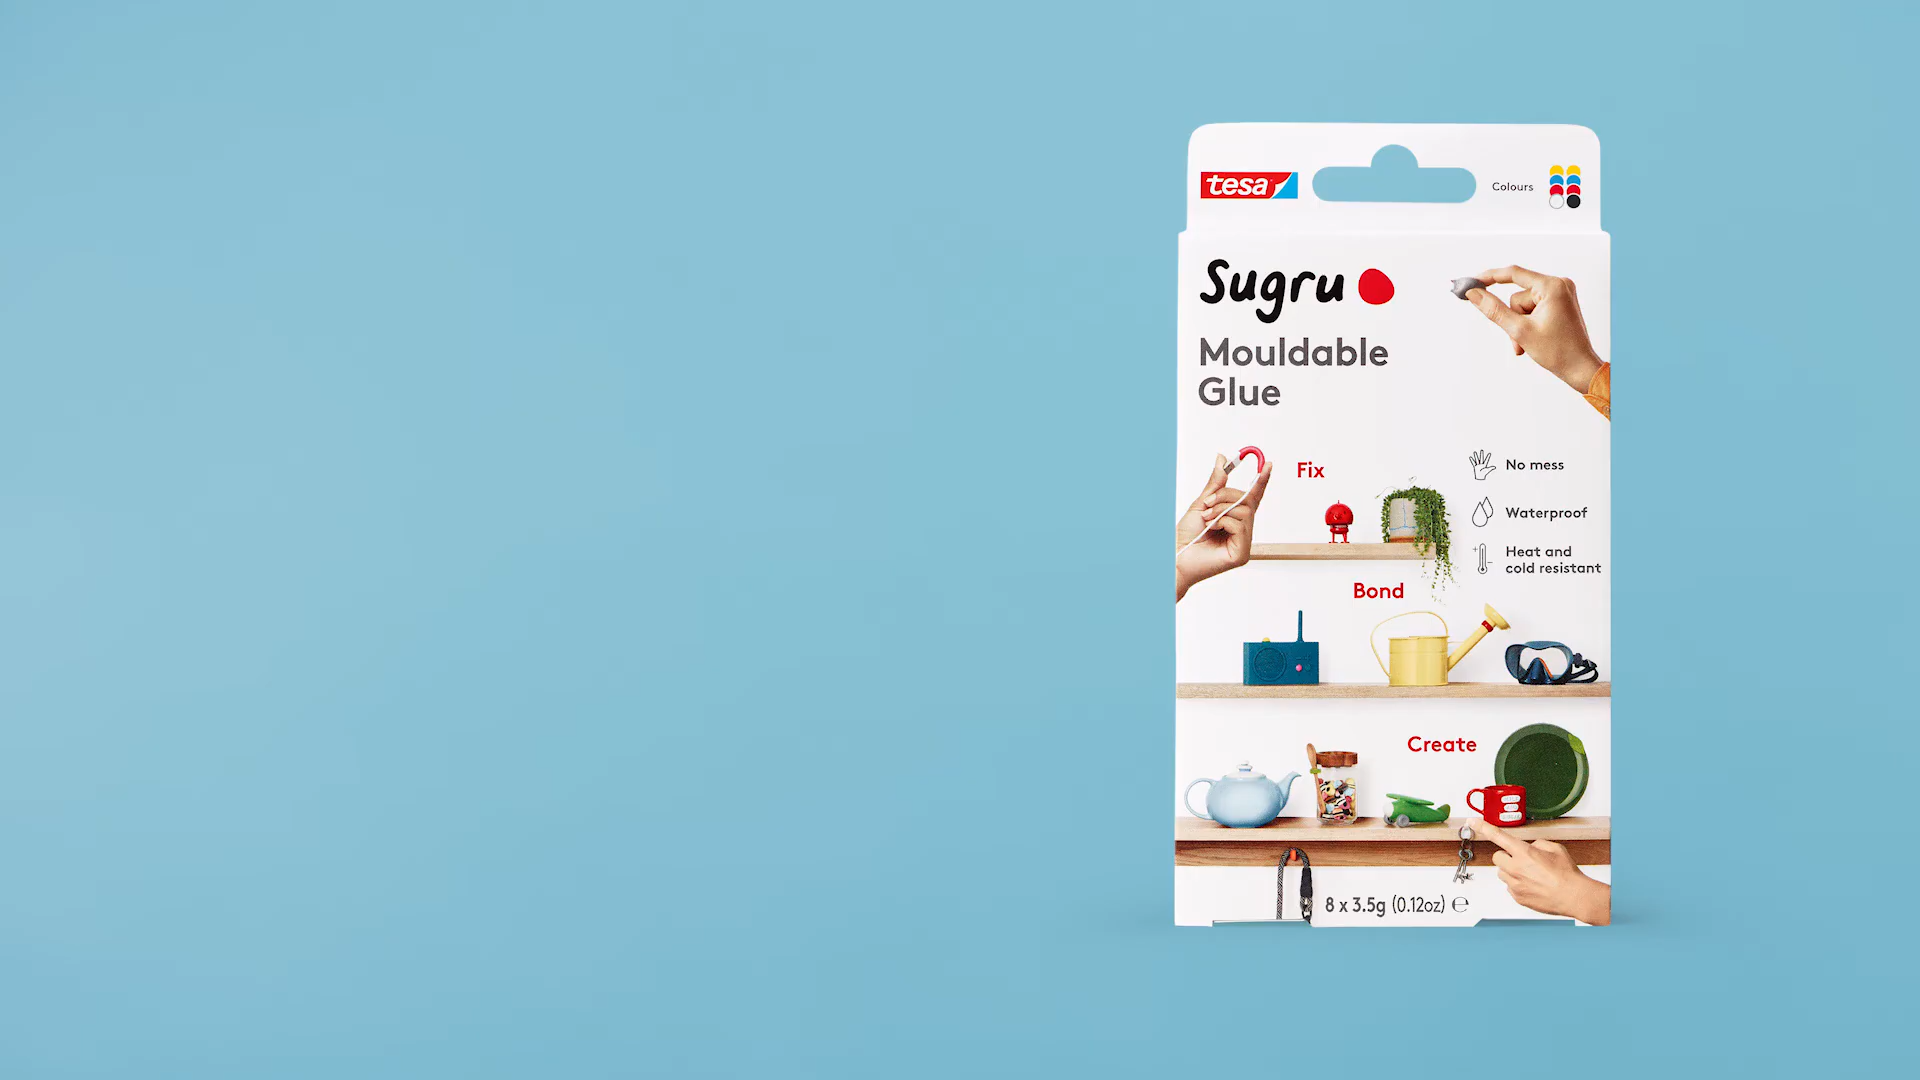 tesa
Colours
Sugru
Mouldable
Glue
Fix
No mess
Waterproof
Heat and
cold resistant
Bond
Create
8 x 3.5g (0.12oz) ℮